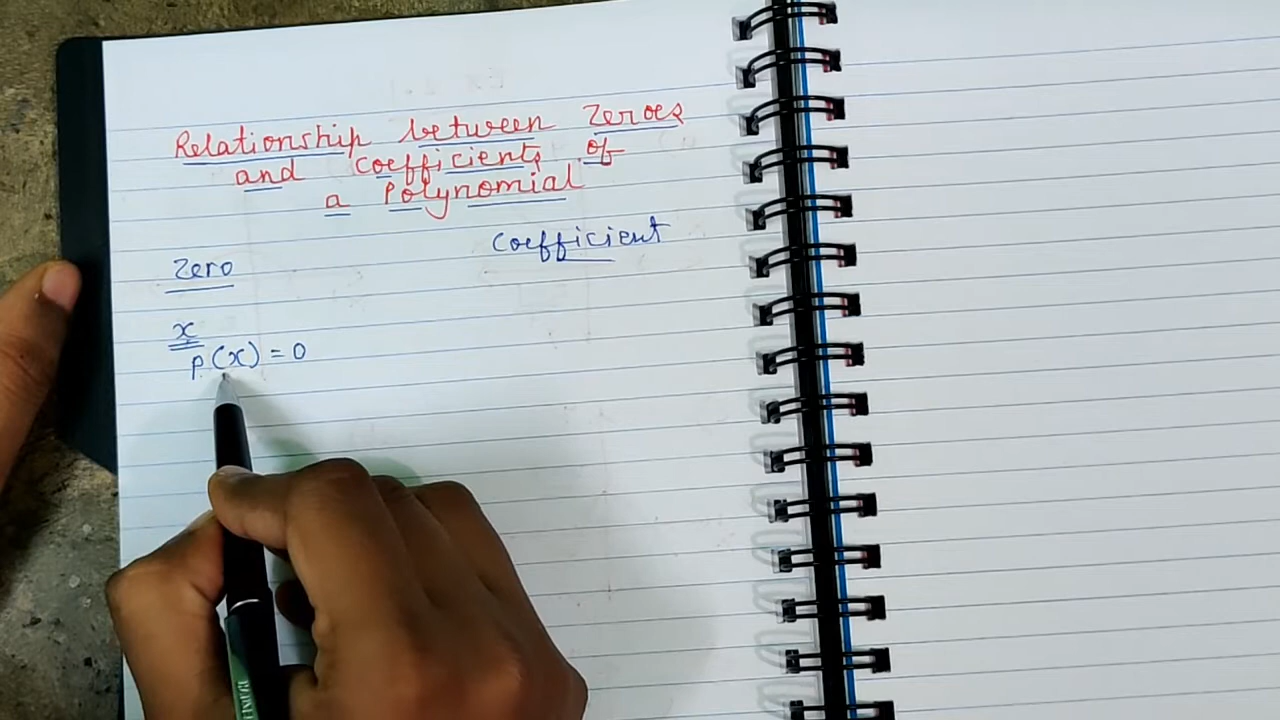 Relationship between Zeroes
and coefficients of
a Polynomial
Zero
coefficient
x
P(x) = 0